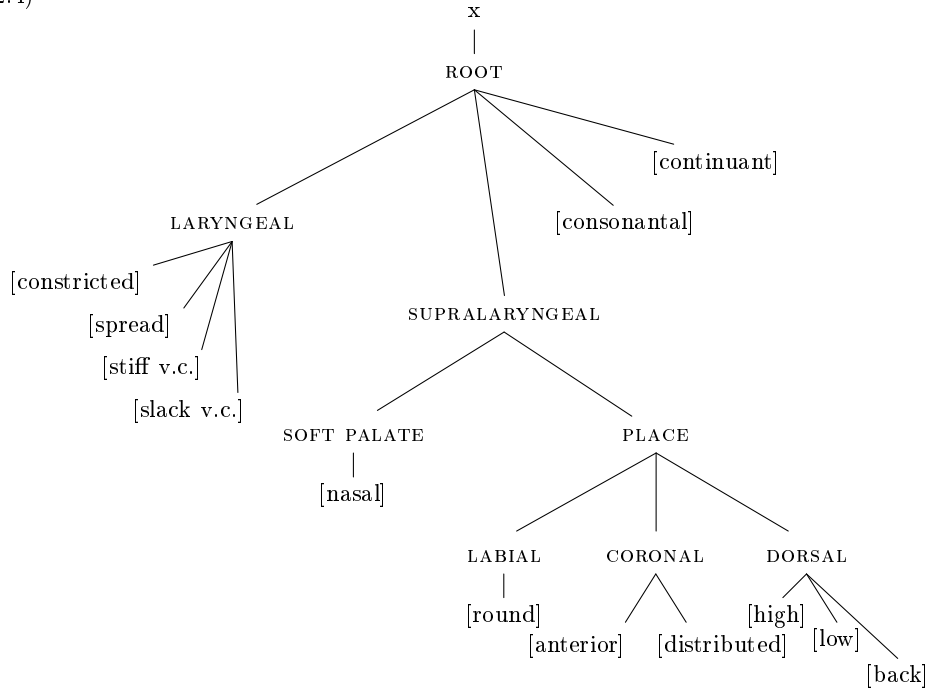 x
ROOT
[continuant]
LARYNGEAL [consonantal]
[constricted]
SUPRALARYNGEAL
[spread]
[stiff v.c.]
[slack v.c.]
SOFT PALATE PLACE
[nasal]
LABIAL CORONAL DORSAL
[round] [high]
[anterior] [distributed] [low]
[back]